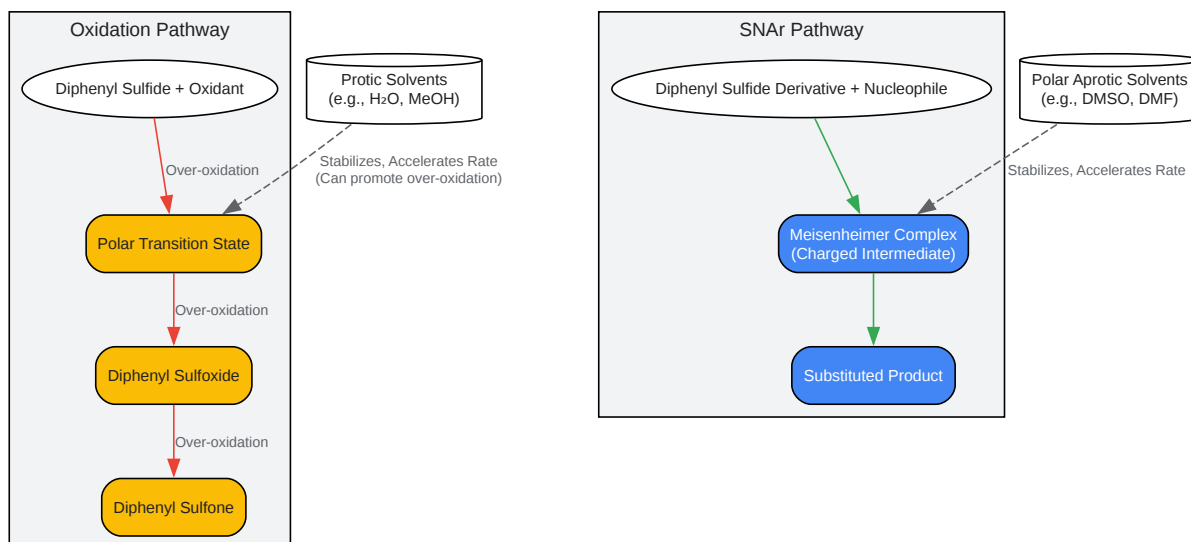 Oxidation Pathway
Diphenyl Sulfide + Oxidant
Protic Solvents
(e.g., H₂O, MeOH)
Over-oxidation
Stabilizes, Accelerates Rate
(Can promote over-oxidation)
Polar Transition State
Over-oxidation
Diphenyl Sulfoxide
Over-oxidation
Diphenyl Sulfone
SNAr Pathway
Diphenyl Sulfide Derivative + Nucleophile
Polar Aprotic Solvents
(e.g., DMSO, DMF)
Stabilizes, Accelerates Rate
Meisenheimer Complex
(Charged Intermediate)
Substituted Product